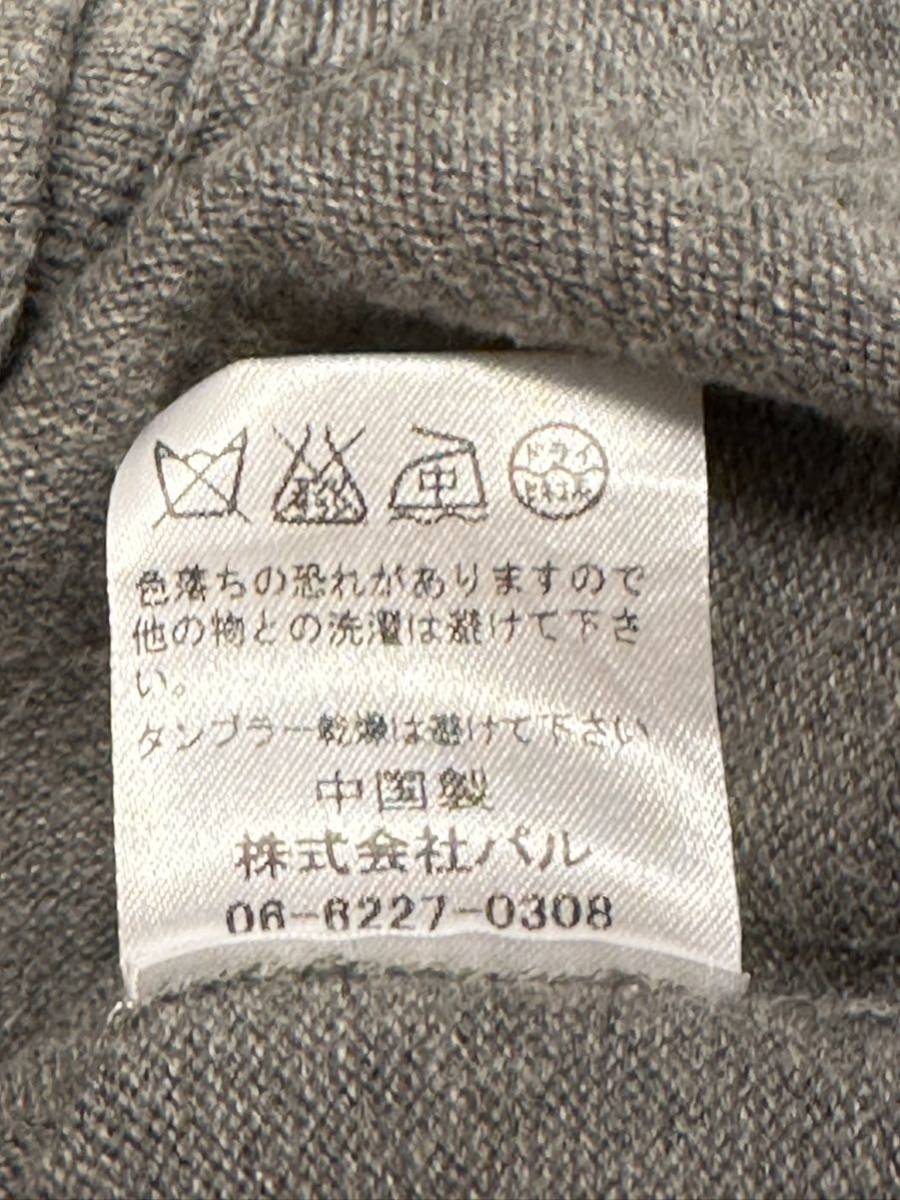 中
ドライ
色落ちの恐れがありますので
他の物との洗濯は避けて下さ
い。
タンブラー乾燥は避けて下さい
中国製
株式会社パル
06-6227-0308